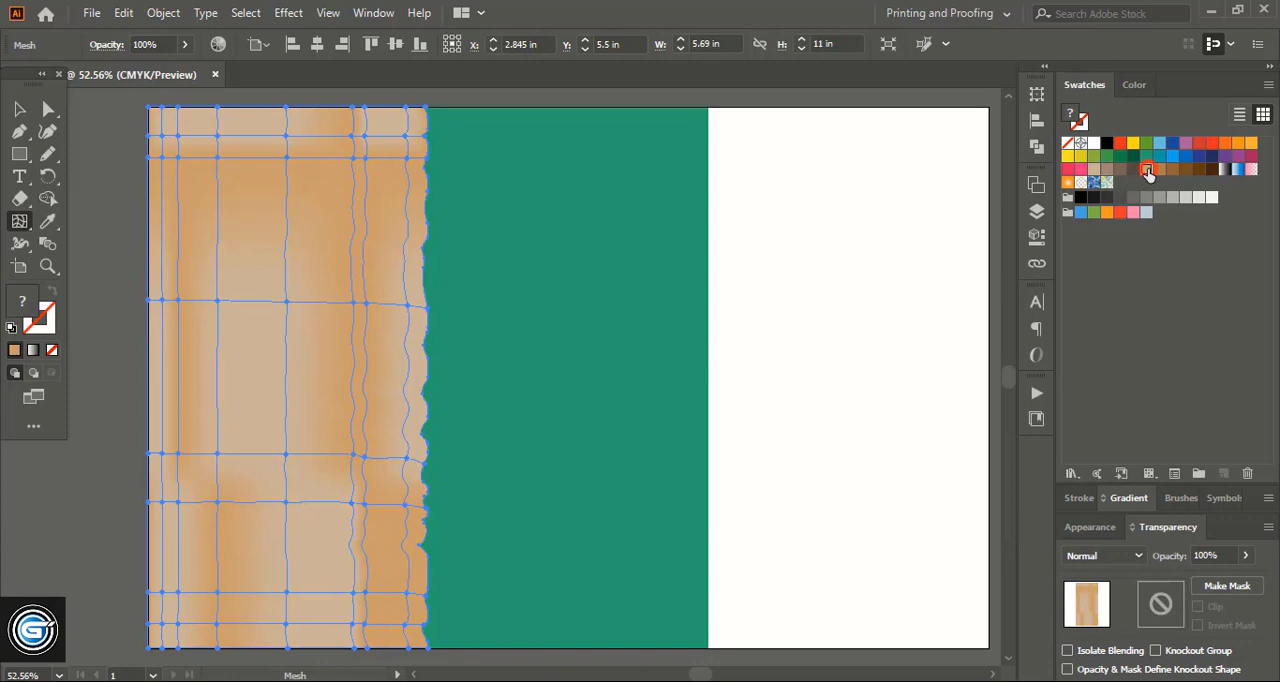 Ai File Edit Object Type Select Effect View Window Help Printing and Proofing Search Adobe Stock
Mesh Opacity: 100% X: 2.845 in Y: 5.5 in W: 5.69 in H: 11 in
@ 52.56% (CMYK/Preview)
Swatches Color
?
?
Stroke Gradient Brushes Symbols
Appearance Transparency
Normal Opacity: 100%
Make Mask
Clip
Invert Mask
Isolate Blending Knockout Group
Opacity & Mask Define Knockout Shape
52.56% 1 Mesh